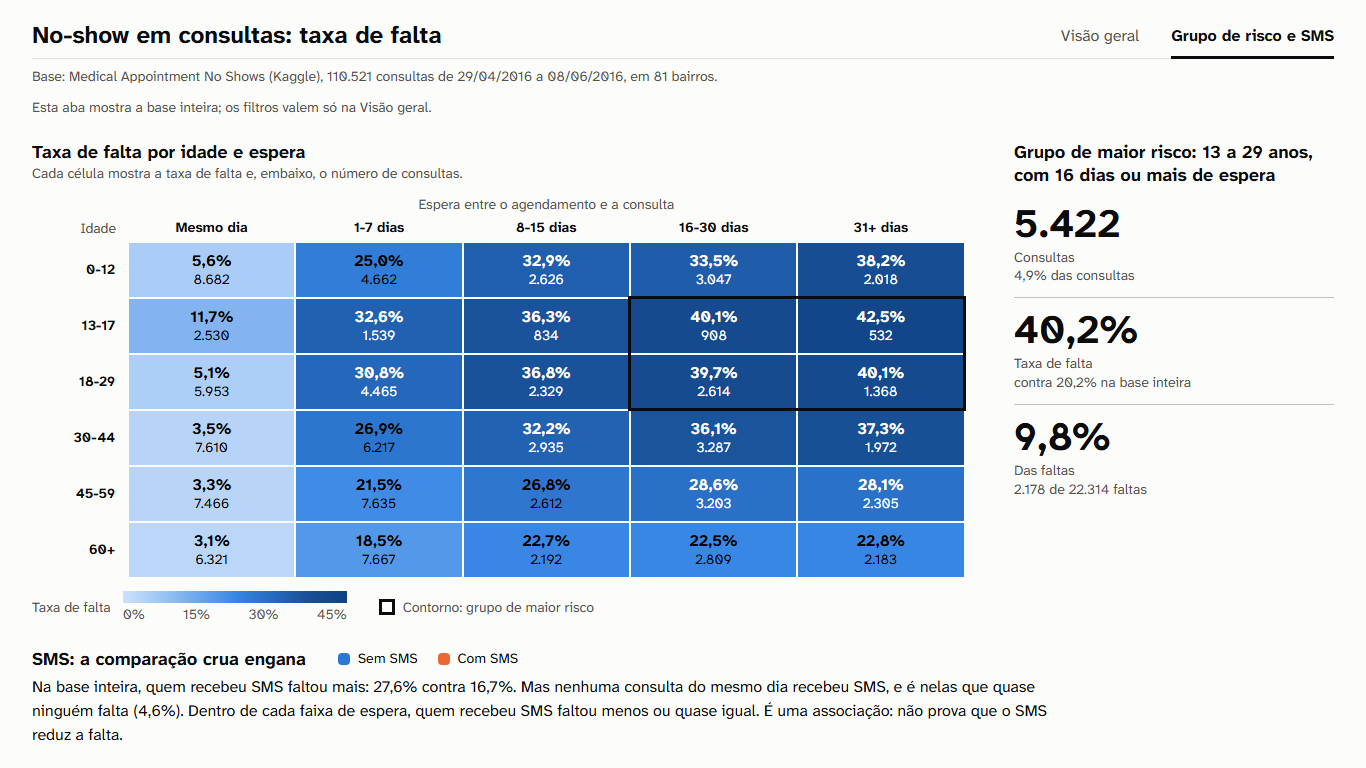 No-show em consultas: taxa de falta
Visão geral
Grupo de risco e SMS
Base: Medical Appointment No Shows (Kaggle), 110.521 consultas de 29/04/2016 a 08/06/2016, em 81 bairros.
Esta aba mostra a base inteira; os filtros valem só na Visão geral.
Taxa de falta por idade e espera
Cada célula mostra a taxa de falta e, embaixo, o número de consultas.
Espera entre o agendamento e a consulta
Idade Mesmo dia 1-7 dias 8-15 dias 16-30 dias 31+ dias
0-12 5,6% 25,0% 32,9% 33,5% 38,2%
8.682 4.662 2.626 3.047 2.018
13-17 11,7% 32,6% 36,3% 40,1% 42,5%
2.530 1.539 834 908 532
18-29 5,1% 30,8% 36,8% 39,7% 40,1%
5.953 4.465 2.329 2.614 1.368
30-44 3,5% 26,9% 32,2% 36,1% 37,3%
7.610 6.217 2.935 3.287 1.972
45-59 3,3% 21,5% 26,8% 28,6% 28,1%
7.466 7.635 2.612 3.203 2.305
60+ 3,1% 18,5% 22,7% 22,5% 22,8%
6.321 7.667 2.192 2.809 2.183
Taxa de falta 0% 15% 30% 45%
Contorno: grupo de maior risco
Grupo de maior risco: 13 a 29 anos,
com 16 dias ou mais de espera
5.422
Consultas
4,9% das consultas
40,2%
Taxa de falta
contra 20,2% na base inteira
9,8%
Das faltas
2.178 de 22.314 faltas
SMS: a comparação crua engana
Sem SMS
Com SMS
Na base inteira, quem recebeu SMS faltou mais: 27,6% contra 16,7%. Mas nenhuma consulta do mesmo dia recebeu SMS, e é nelas que quase
ninguém falta (4,6%). Dentro de cada faixa de espera, quem recebeu SMS faltou menos ou quase igual. É uma associação: não prova que o SMS
reduz a falta.